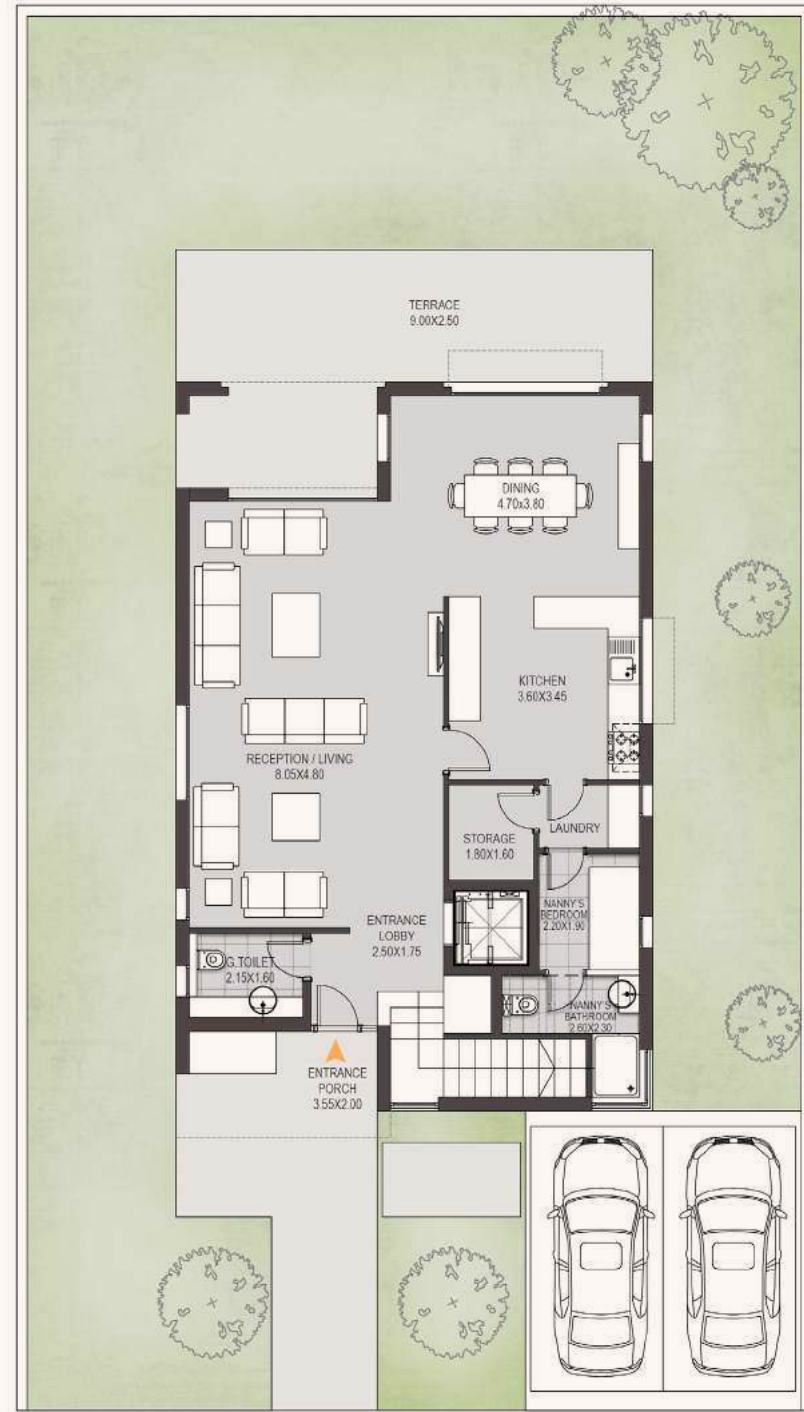 TERRACE
9.00X2.50
DINING
4.70x3.80
KITCHEN
3.60X3.45
RECEPTION / LIVING
8.05X4.80
LAUNDRY
STORAGE
1.80X1.60
NANNY'S
BEDROOM
2.20X1.90
ENTRANCE
LOBBY
2.50X1.75
G.TOILET
2.15X1.60
NANNY'S
BATHROOM
2.60X2.30
ENTRANCE
PORCH
3.55X2.00